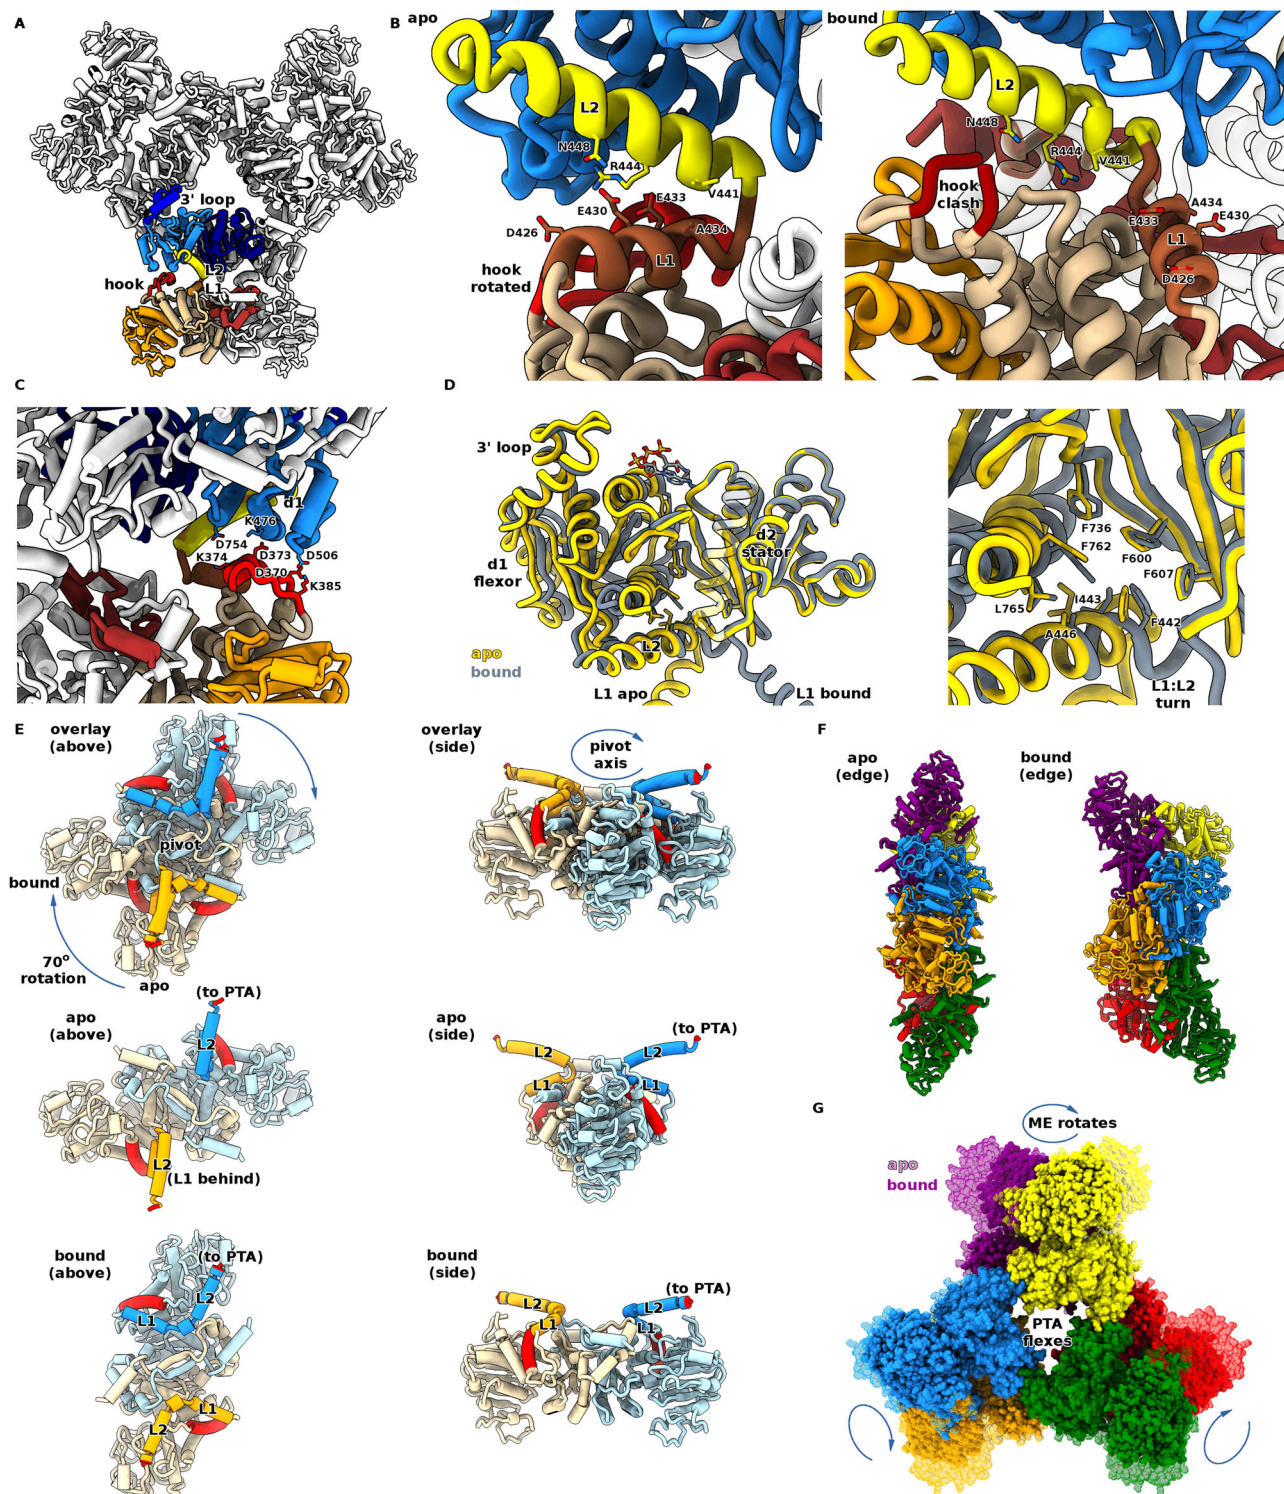 A
3' loop
L2
L1
hook
B
apo
L2
N448
R444
V441
E433
E430
D426
A434
L1
hook
rotated
bound
L2
N448
R444
V441
hook
clash
A434
E433
E430
L1
D426
C
d1
K476
D754
K374
D373
D506
D370
K385
D
3' loop
d2
stator
d1
flexor
L2
apo
bound
L1 apo
L1 bound
F736
F762
F600
F607
I443
L765
F442
A446
L1:L2
turn
E
overlay
(above)
pivot
bound
70° 
rotation
apo
overlay
(side)
pivot
axis
apo
(above)
(to PTA)
L2
L2
(L1 behind)
apo
(side)
(to PTA)
L2
L2
L1
L1
bound
(above)
(to PTA)
L2
L1
L1
L2
bound
(side)
(to PTA)
L2
L2
L1
L1
F
apo
(edge)
bound
(edge)
G
ME rotates
apo
bound
PTA
flexes